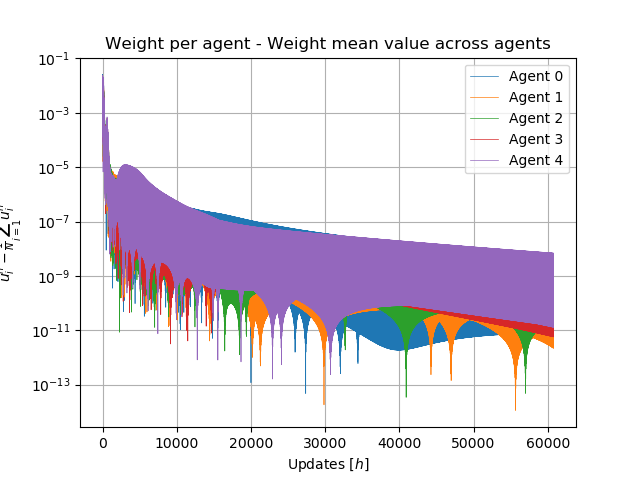 Weight per agent - Weight mean value across agents
10⁻¹
10⁻³
10⁻⁵
10⁻⁷
10⁻⁹
10⁻¹¹
10⁻¹³
Agent 0
Agent 1
Agent 2
Agent 3
Agent 4
0
10000
20000
30000
40000
50000
60000
Updates [h]